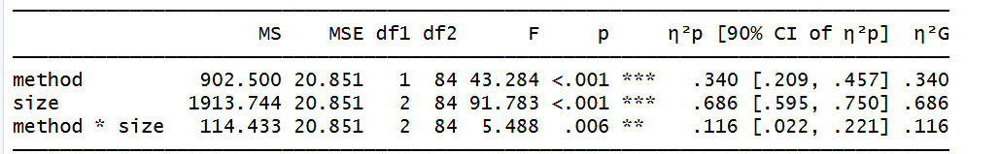 MS MSE df1 df2 F p η²p [90% CI of η²p] η²G
method 902.500 20.851 1 84 43.284 <.001 *** .340 [.209, .457] .340
size 1913.744 20.851 2 84 91.783 <.001 *** .686 [.595, .750] .686
method * size 114.433 20.851 2 84 5.488 .006 ** .116 [.022, .221] .116